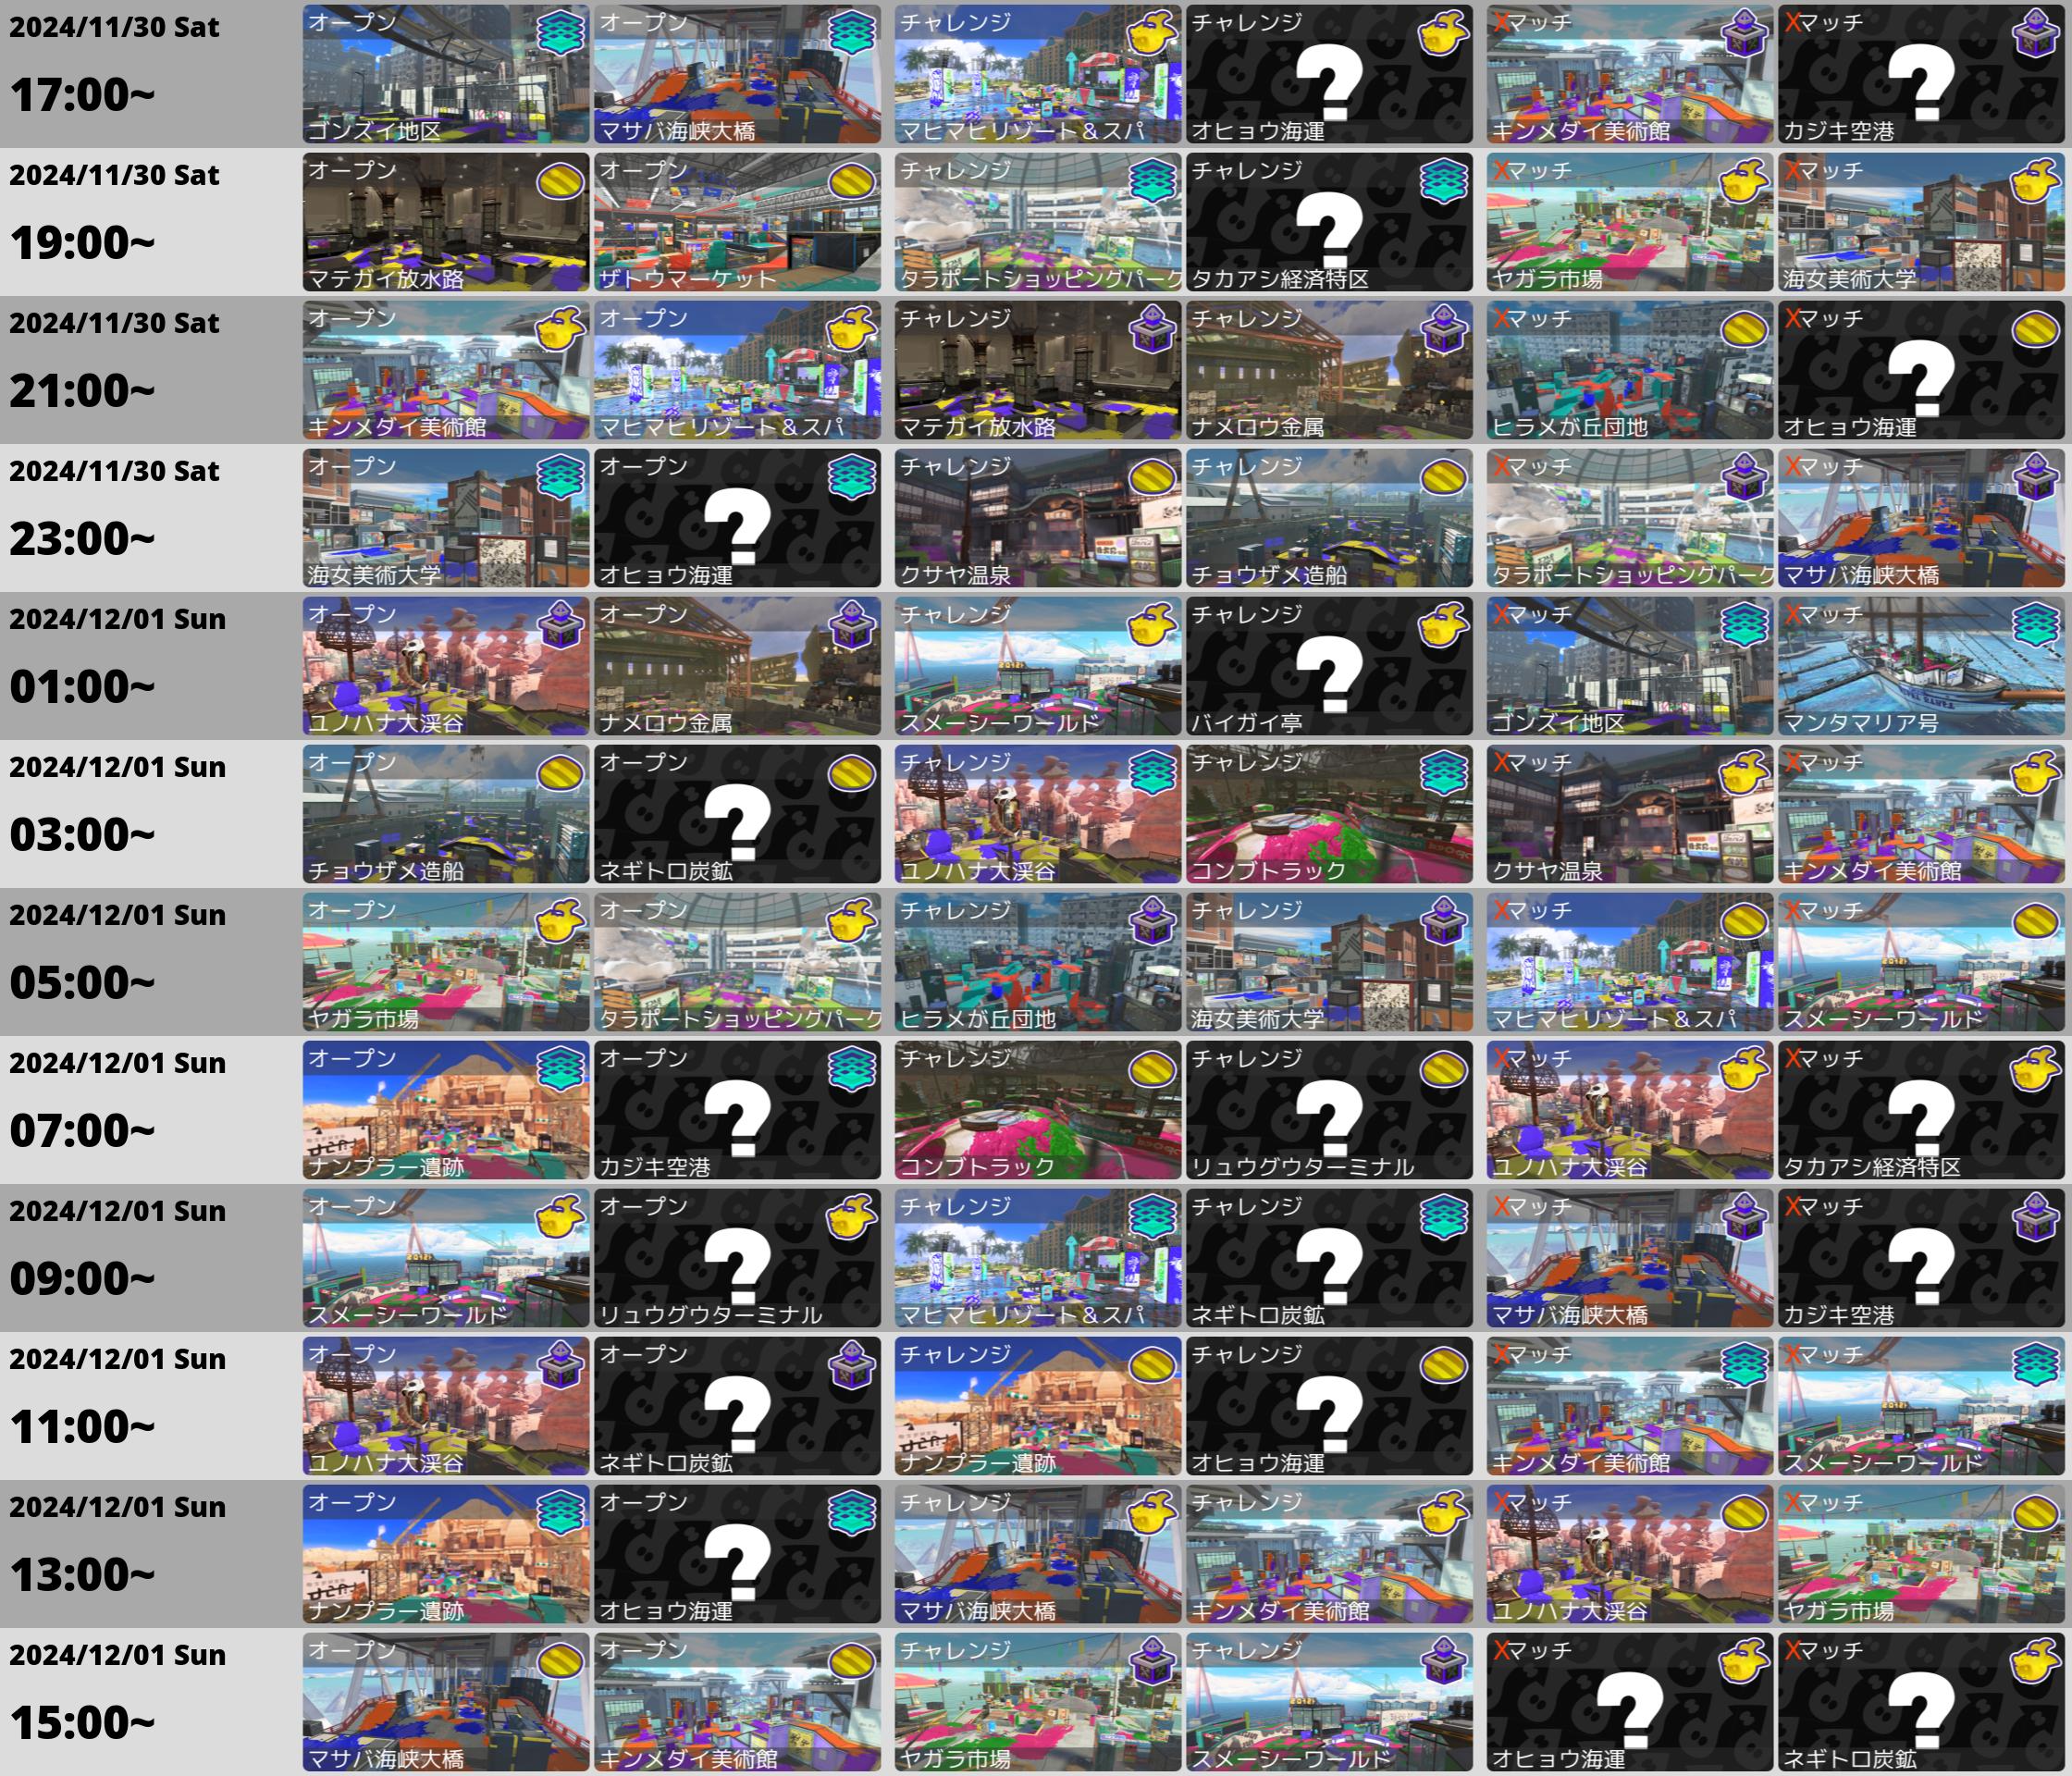 2024/11/30 Sat
17:00~
オープン
ゴンズイ地区
オープン
マサバ海峡大橋
チャレンジ
マヒマヒリゾート＆スパ
チャレンジ
?
オヒョウ海運
Xマッチ
キンメダイ美術館
Xマッチ
?
カジキ空港
2024/11/30 Sat
19:00~
オープン
マテガイ放水路
オープン
ザトウマーケット
チャレンジ
タラポートショッピングパーク
チャレンジ
?
タカアシ経済特区
Xマッチ
ヤガラ市場
Xマッチ
海女美術大学
2024/11/30 Sat
21:00~
オープン
キンメダイ美術館
オープン
マヒマヒリゾート＆スパ
チャレンジ
マテガイ放水路
チャレンジ
ナメロウ金属
Xマッチ
ヒラメが丘団地
Xマッチ
?
オヒョウ海運
2024/11/30 Sat
23:00~
オープン
海女美術大学
オープン
?
オヒョウ海運
チャレンジ
クサヤ温泉
チャレンジ
チョウザメ造船
Xマッチ
タラポートショッピングパーク
Xマッチ
マサバ海峡大橋
2024/12/01 Sun
01:00~
オープン
ユノハナ大渓谷
オープン
ナメロウ金属
チャレンジ
スメーシーワールド
チャレンジ
?
バイガイ亭
Xマッチ
ゴンズイ地区
Xマッチ
マンタマリア号
2024/12/01 Sun
03:00~
オープン
チョウザメ造船
オープン
?
ネギトロ炭鉱
チャレンジ
ユノハナ大渓谷
チャレンジ
コンブトラック
Xマッチ
クサヤ温泉
Xマッチ
キンメダイ美術館
2024/12/01 Sun
05:00~
オープン
ヤガラ市場
オープン
タラポートショッピングパーク
チャレンジ
ヒラメが丘団地
チャレンジ
海女美術大学
Xマッチ
マヒマヒリゾート＆スパ
Xマッチ
スメーシーワールド
2024/12/01 Sun
07:00~
オープン
ナンプラー遺跡
オープン
?
カジキ空港
チャレンジ
コンブトラック
チャレンジ
?
リュウグウターミナル
Xマッチ
ユノハナ大渓谷
Xマッチ
?
タカアシ経済特区
2024/12/01 Sun
09:00~
オープン
スメーシーワールド
オープン
?
リュウグウターミナル
チャレンジ
マヒマヒリゾート＆スパ
チャレンジ
?
ネギトロ炭鉱
Xマッチ
マサバ海峡大橋
Xマッチ
?
カジキ空港
2024/12/01 Sun
11:00~
オープン
ユノハナ大渓谷
オープン
?
ネギトロ炭鉱
チャレンジ
ナンプラー遺跡
チャレンジ
?
オヒョウ海運
Xマッチ
キンメダイ美術館
Xマッチ
スメーシーワールド
2024/12/01 Sun
13:00~
オープン
ナンプラー遺跡
オープン
?
オヒョウ海運
チャレンジ
マサバ海峡大橋
チャレンジ
キンメダイ美術館
Xマッチ
ユノハナ大渓谷
Xマッチ
ヤガラ市場
2024/12/01 Sun
15:00~
オープン
マサバ海峡大橋
オープン
キンメダイ美術館
チャレンジ
ヤガラ市場
チャレンジ
スメーシーワールド
Xマッチ
?
オヒョウ海運
Xマッチ
?
ネギトロ炭鉱